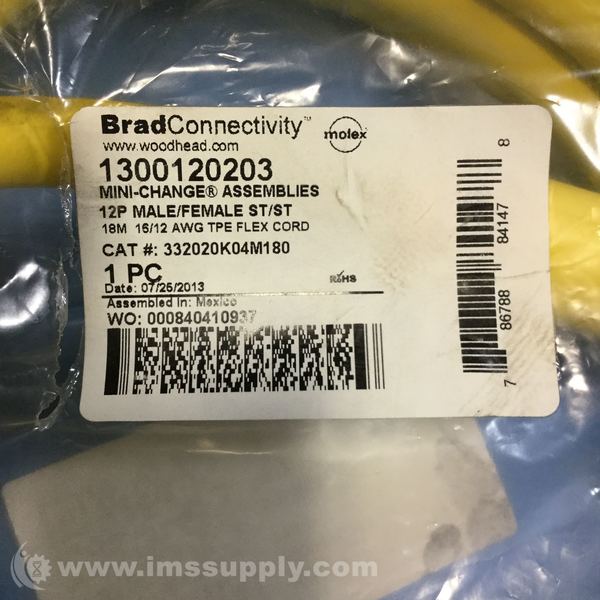 BradConnectivity™
molex
www.woodhead.com
1300120203
MINI-CHANGE® ASSEMBLIES
12P MALE/FEMALE ST/ST
18M 16/12 AWG TPE FLEX CORD
CAT #: 332020K04M180
1 PC
RoHS
Date: 07/26/2013
Assembled In: Mexico
WO: 000840410937
7 86788 84147 8
www.imssupply.com